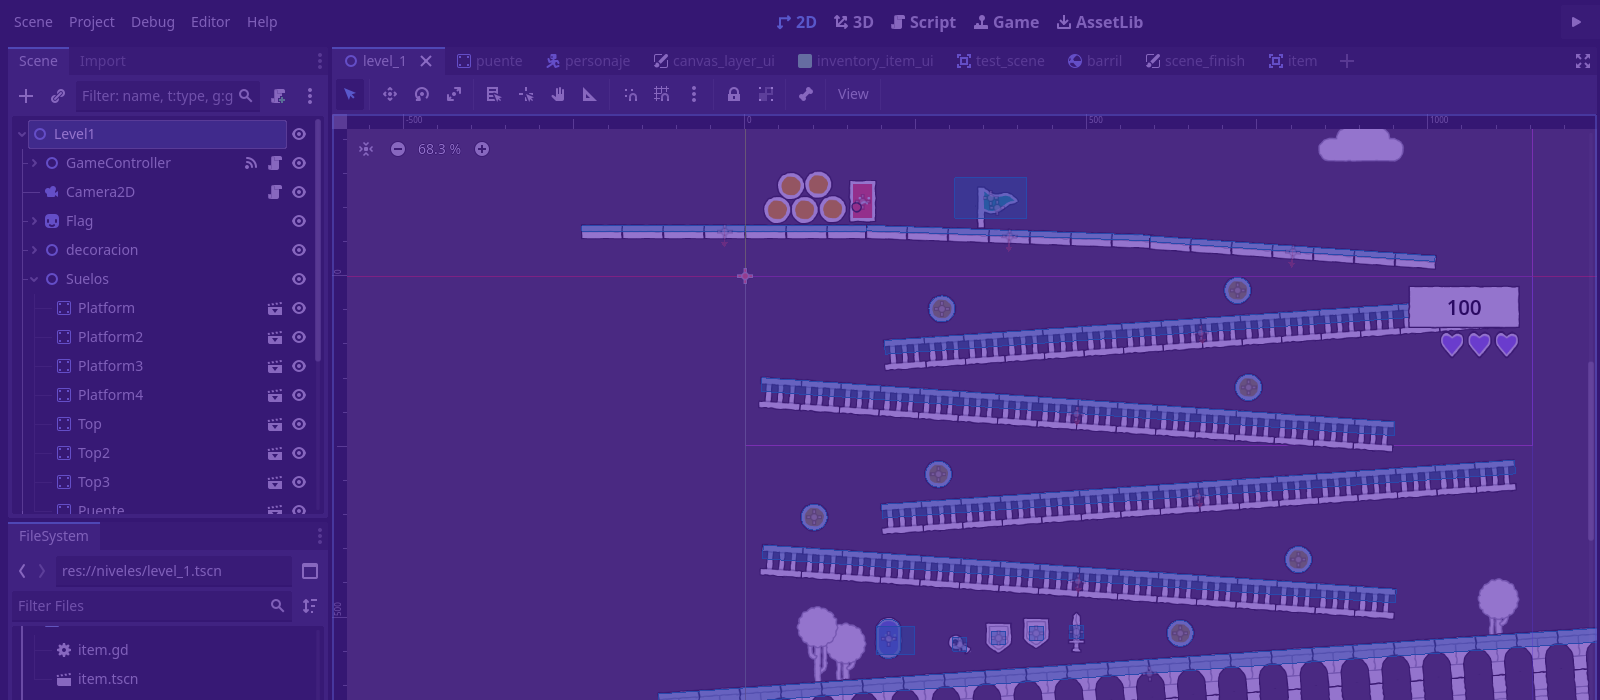 Scene Project Debug Editor Help
2D 3D Script Game AssetLib
Scene Import
level_1 puente personaje canvas_layer_ui inventory_item_ui test_scene barril scene_finish item
Filter: name, t:type, g:g
View
Level1
GameController
Camera2D
Flag
decoracion
Suelos
Platform
Platform2
Platform3
Platform4
Top
Top2
Top3
Puente
-500 0 500 1000
68.3 %
0
500
100
FileSystem
res://niveles/level_1.tscn
Filter Files
item.gd
item.tscn